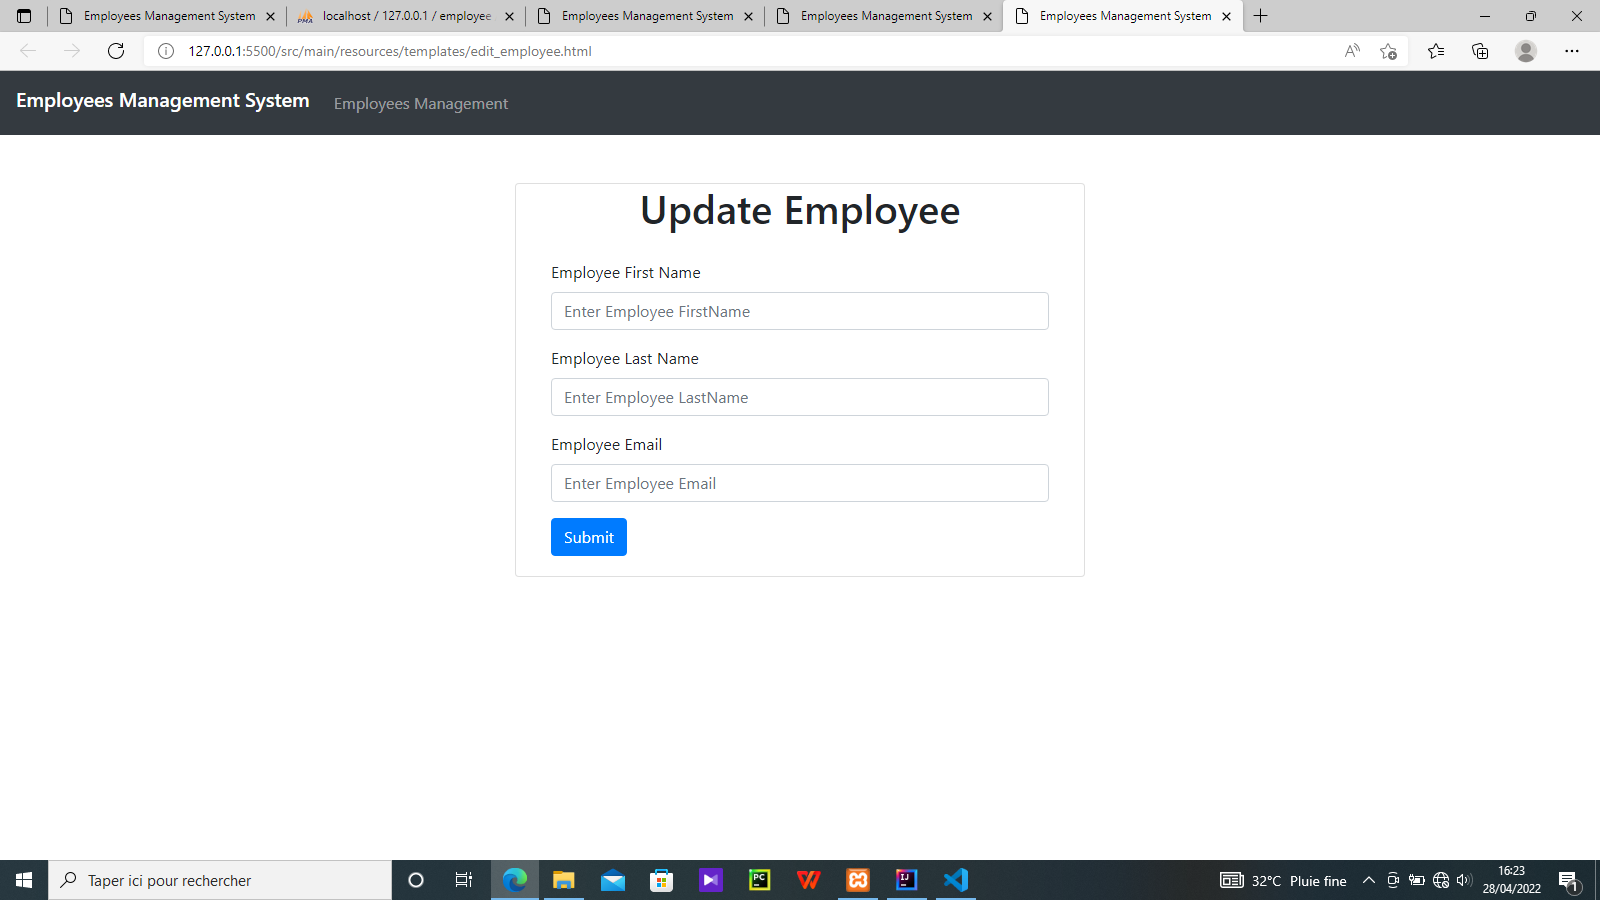 Employees Management System
localhost / 127.0.0.1 / employee
Employees Management System
Employees Management System
Employees Management System
127.0.0.1:5500/src/main/resources/templates/edit_employee.html
Employees Management System
Employees Management
Update Employee
Employee First Name
Enter Employee FirstName
Employee Last Name
Enter Employee LastName
Employee Email
Enter Employee Email
Submit
Taper ici pour rechercher
PC
IJ
32°C Pluie fine
16:23
28/04/2022
1